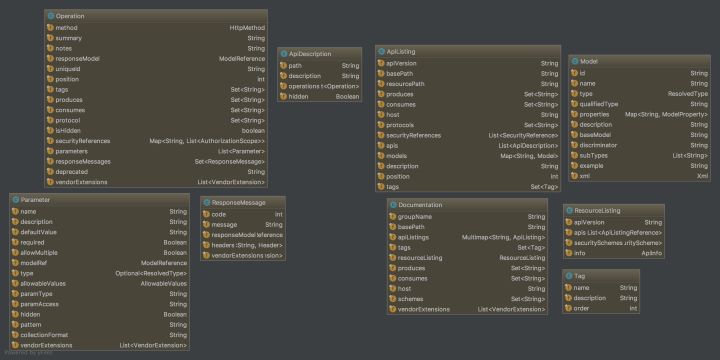 Operation
method HttpMethod
summary String
notes String
responseModel ModelReference
uniqueId String
position int
tags Set<String>
produces Set<String>
consumes Set<String>
protocol Set<String>
isHidden boolean
securityReferences Map<String, List<AuthorizationScope>>
parameters List<Parameter>
responseMessages Set<ResponseMessage>
deprecated String
vendorExtensions List<VendorExtension>
ApiDescription
path String
description String
operations t<Operation>
hidden Boolean
ApiListing
apiVersion String
basePath String
resourcePath String
produces Set<String>
consumes Set<String>
host String
protocols Set<String>
securityReferences List<SecurityReference>
apis List<ApiDescription>
models Map<String, Model>
description String
position int
tags Set<Tag>
Model
id String
name String
type ResolvedType
qualifiedType String
properties Map<String, ModelProperty>
description String
baseModel String
discriminator String
subTypes List<String>
example String
xml Xml
Parameter
name String
description String
defaultValue String
required Boolean
allowMultiple Boolean
modelRef ModelReference
type Optional<ResolvedType>
allowableValues AllowableValues
paramType String
paramAccess String
hidden Boolean
pattern String
collectionFormat String
vendorExtensions List<VendorExtension>
ResponseMessage
code int
message String
responseModel eference
headers :String, Header>
vendorExtensions ision>
Documentation
groupName String
basePath String
apiListings Multimap<String, ApiListing>
tags Set<Tag>
resourceListing ResourceListing
produces Set<String>
consumes Set<String>
host String
schemes Set<String>
vendorExtensions List<VendorExtension>
ResourceListing
apiVersion String
apis List<ApiListingReference>
securitySchemes urityScheme>
info ApiInfo
Tag
name String
description String
order int
Powered by yFiles